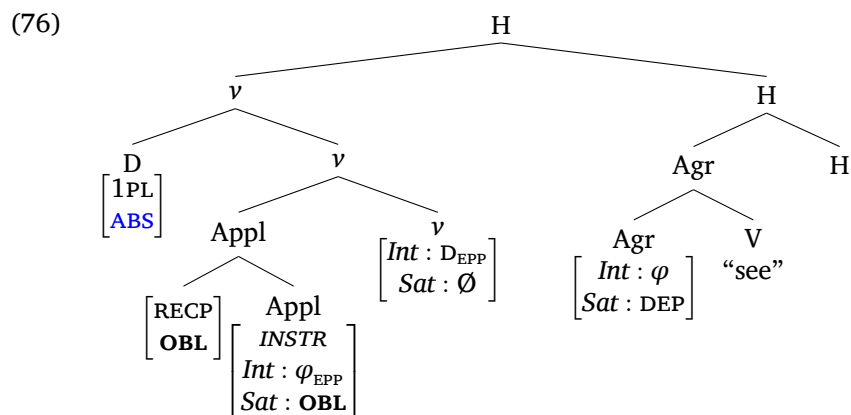 (76)
H
v H
D v Agr H
[1PL ABS]
Appl v Agr V
[Int : D_EPP Sat : Ø] [Int : φ Sat : DEP] “see”
[RECP OBL] Appl
[INSTR Int : φ_EPP Sat : OBL]